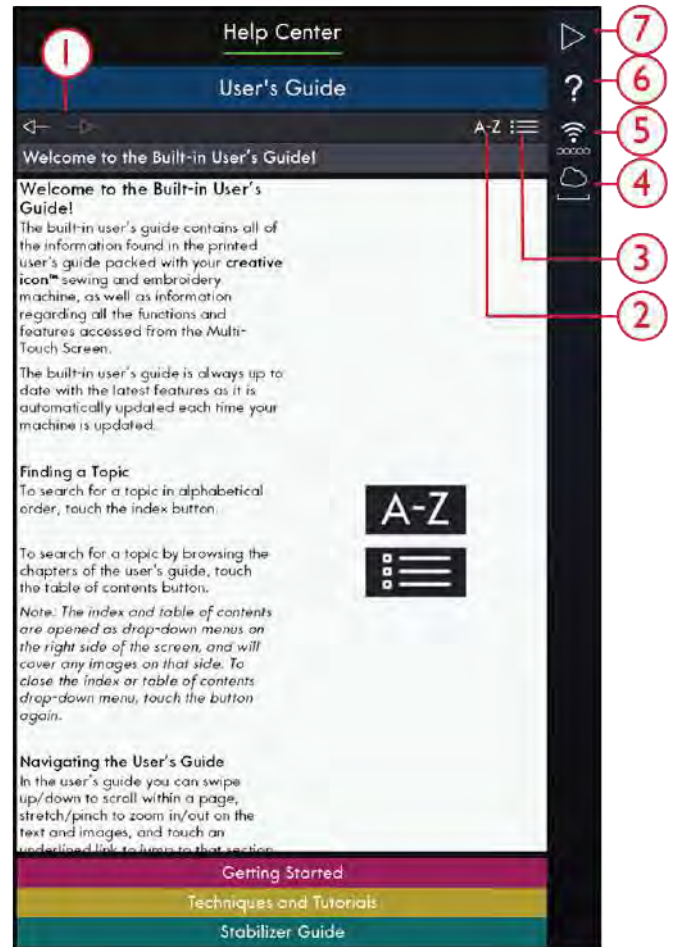 Help Center
User's Guide
A-Z
Welcome to the Built-in User's Guide!
Welcome to the Built-in User's
Guide!
The built-in user's guide contains all of
the information found in the printed
user's guide packed with your creative
icon™ sewing and embroidery
machine, as well as information
regarding all the functions and
features accessed from the Multi-
Touch Screen.
The built-in user's guide is always up to
date with the latest features as it is
automatically updated each time your
machine is updated.
Finding a Topic
To search for a topic in alphabetical
order, touch the index button.
A-Z
To search for a topic by browsing the
chapters of the user's guide, touch
the table of contents button.
Note: The index and table of contents
are opened as drop-down menus on
the right side of the screen, and will
cover any images on that side. To
close the index or table of contents
drop-down menu, touch the button
again.
Navigating the User's Guide
In the user's guide you can swipe
up/down to scroll within a page,
stretch/pinch to zoom in/out on the
text and images, and touch an
underlined link to jump to that section
Getting Started
Techniques and Tutorials
Stabilizer Guide
1
7
?
6
5
4
3
2